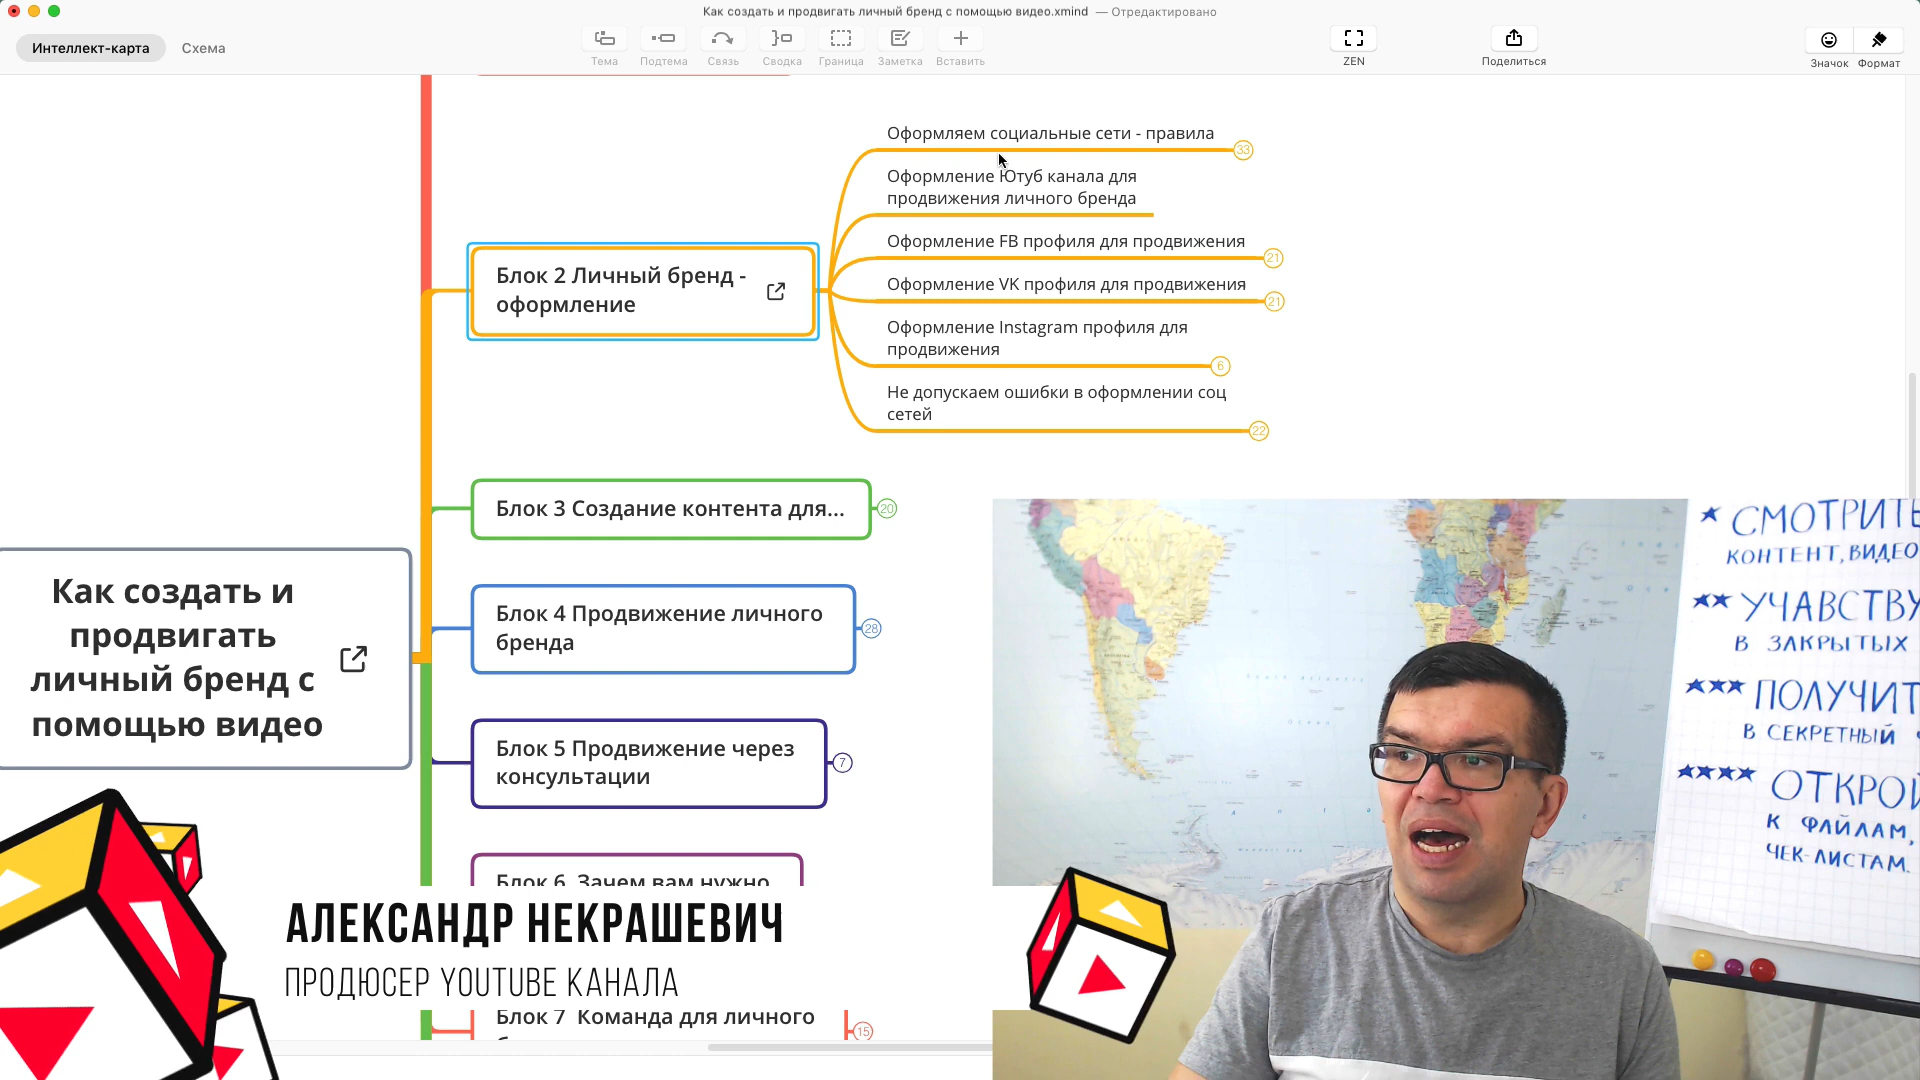 Как создать и продвигать личный бренд с помощью видео.xmind — Отредактировано
Интеллект-карта
Схема
Тема
Подтема
Связь
Сводка
Граница
Заметка
Вставить
ZEN
Поделиться
Значок
Формат
Оформляем социальные сети - правила
33
Оформление Ютуб канала для
продвижения личного бренда
Оформление FB профиля для продвижения
21
Блок 2 Личный бренд -
оформление
Оформление VK профиля для продвижения
21
Оформление Instagram профиля для
продвижения
6
Не допускаем ошибки в оформлении соц
сетей
22
Блок 3 Создание контента для...
20
Как создать и
продвигать
личный бренд с
помощью видео
Блок 4 Продвижение личного
бренда
28
Блок 5 Продвижение через
консультации
7
Блок 6 Зачем вам нужно
АЛЕКСАНДР НЕКРАШЕВИЧ
ПРОДЮСЕР YOUTUBE КАНАЛА
Блок 7 Команда для личного
15
СМОТРИТЕ
КОНТЕНТ, ВИДЕО
УЧАВСТВУ
В ЗАКРЫТЫХ
ПОЛУЧИТ
В СЕКРЕТНЫЙ
ОТКРОЙ
К ФАЙЛАМ,
ЧЕК-ЛИСТАМ.